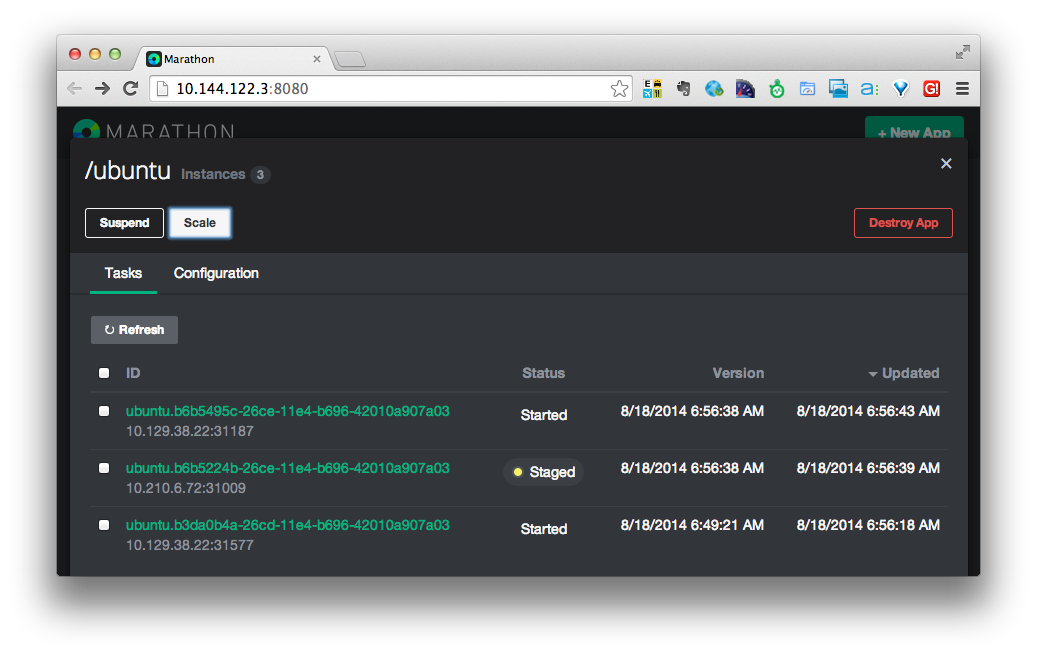 Marathon
10.144.122.3:8080
MARATHON
+ New App
/ubuntu Instances 3
Suspend Scale Destroy App
Tasks Configuration
Refresh
ID Status Version Updated
ubuntu.b6b5495c-26ce-11e4-b696-42010a907a03 Started 8/18/2014 6:56:38 AM 8/18/2014 6:56:43 AM
10.129.38.22:31187
ubuntu.b6b5224b-26ce-11e4-b696-42010a907a03 Staged 8/18/2014 6:56:38 AM 8/18/2014 6:56:39 AM
10.210.6.72:31009
ubuntu.b3da0b4a-26cd-11e4-b696-42010a907a03 Started 8/18/2014 6:49:21 AM 8/18/2014 6:56:18 AM
10.129.38.22:31577